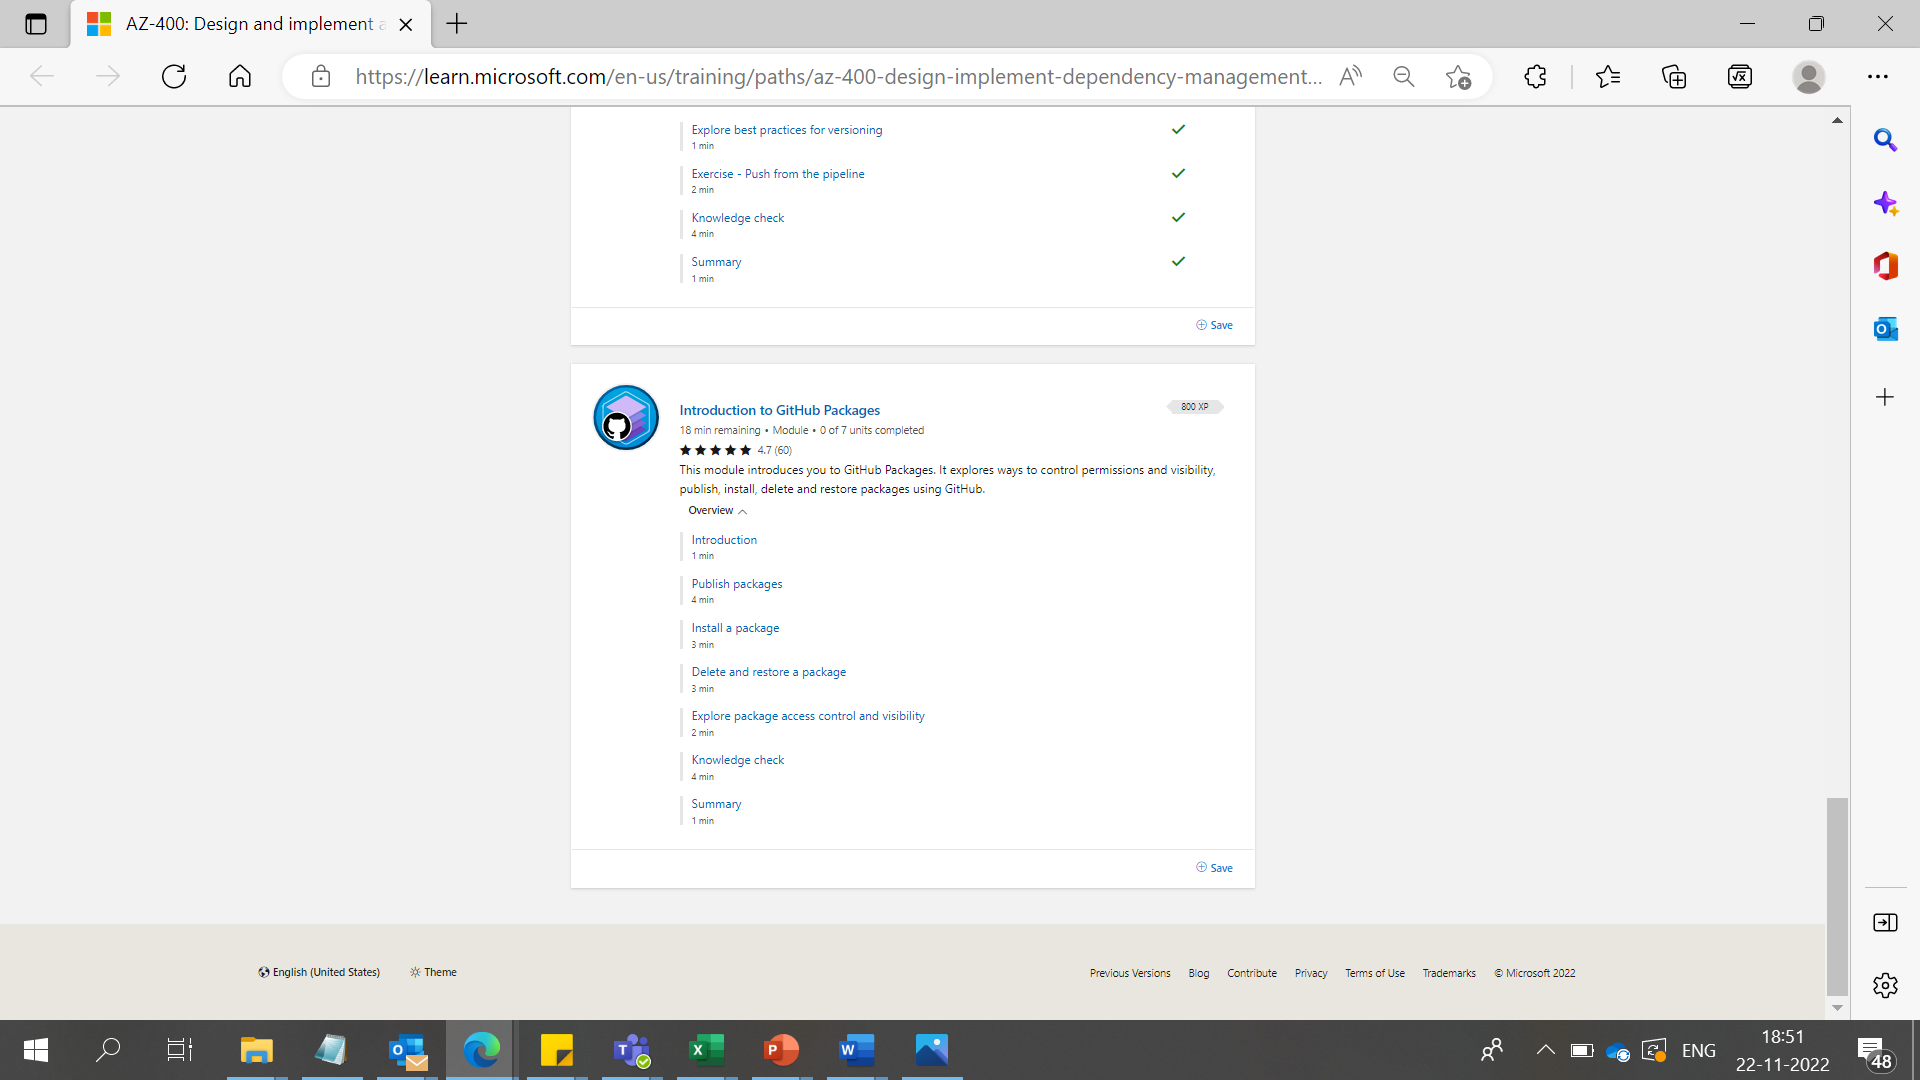 AZ-400: Design and implement a
https://learn.microsoft.com/en-us/training/paths/az-400-design-implement-dependency-management...
Explore best practices for versioning
1 min
Exercise - Push from the pipeline
2 min
Knowledge check
4 min
Summary
1 min
Save
Introduction to GitHub Packages
800 XP
18 min remaining • Module • 0 of 7 units completed
4.7 (60)
This module introduces you to GitHub Packages. It explores ways to control permissions and visibility,
publish, install, delete and restore packages using GitHub.
Overview
Introduction
1 min
Publish packages
4 min
Install a package
3 min
Delete and restore a package
3 min
Explore package access control and visibility
2 min
Knowledge check
4 min
Summary
1 min
Save
English (United States) Theme Previous Versions Blog Contribute Privacy Terms of Use Trademarks © Microsoft 2022
ENG
18:51
22-11-2022
48